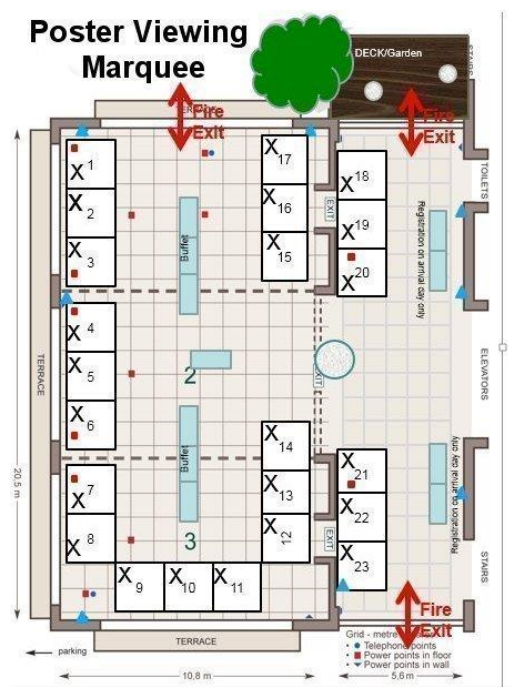 Poster Viewing
Marquee
DECK/Garden
STAIRS
Fire
Exit
Fire
Exit
X 1
X 2
X 3
X 4
X 5
X 6
X 7
X 8
X 9
X 10
X 11
X 12
X 13
X 14
X 15
X 16
X 17
X 18
X 19
X 20
X 21
X 22
X 23
Buffet
Buffet
2
3
EXIT
EXIT
EXIT
Registration on arrival day only
Registration on arrival day only
TOILETS
ELEVATORS
STAIRS
TERRACE
TERRACE
20,5 m
10,8 m
5,6 m
parking
Fire
Exit
Grid - metre
Telephone points
Power points in floor
Power points in wall